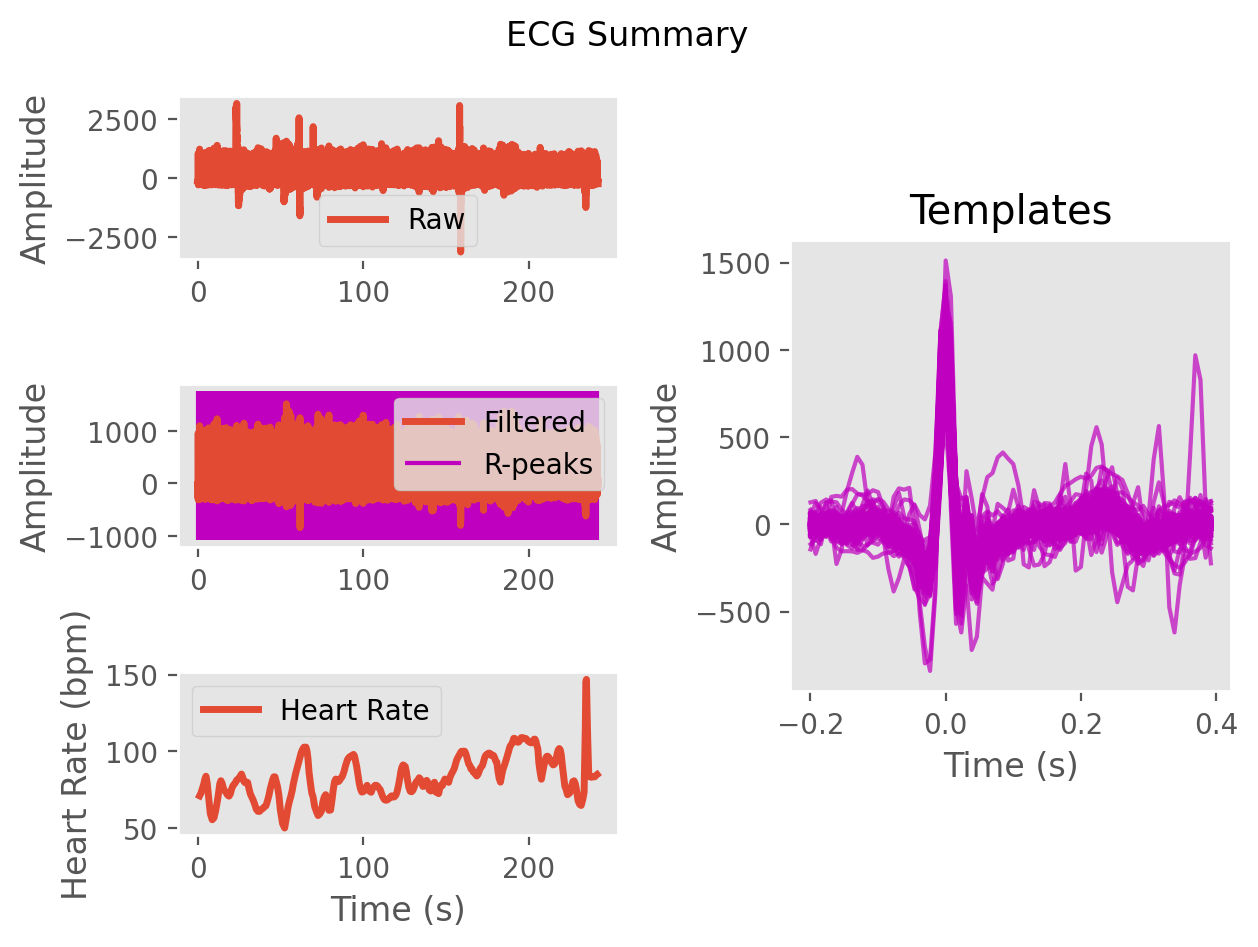 ECG Summary
Amplitude
2500
0
−2500
Raw
0 100 200
Amplitude
1000
0
−1000
Filtered
R-peaks
0 100 200
Heart Rate (bpm)
150
100
50
Heart Rate
0 100 200
Time (s)
Templates
Amplitude
1500
1000
500
0
−500
−0.2 0.0 0.2 0.4
Time (s)